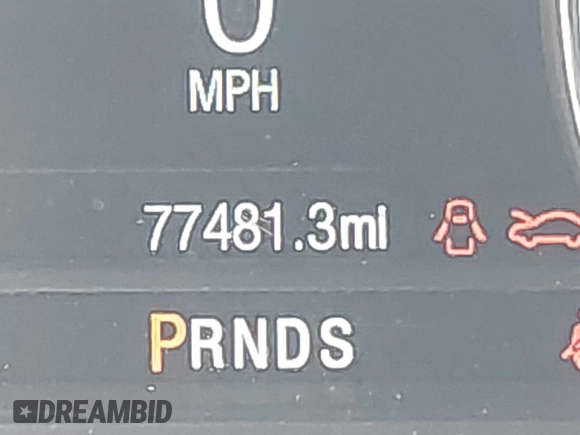 0
MPH
77481.3mi
PRNDS
DREAMBID